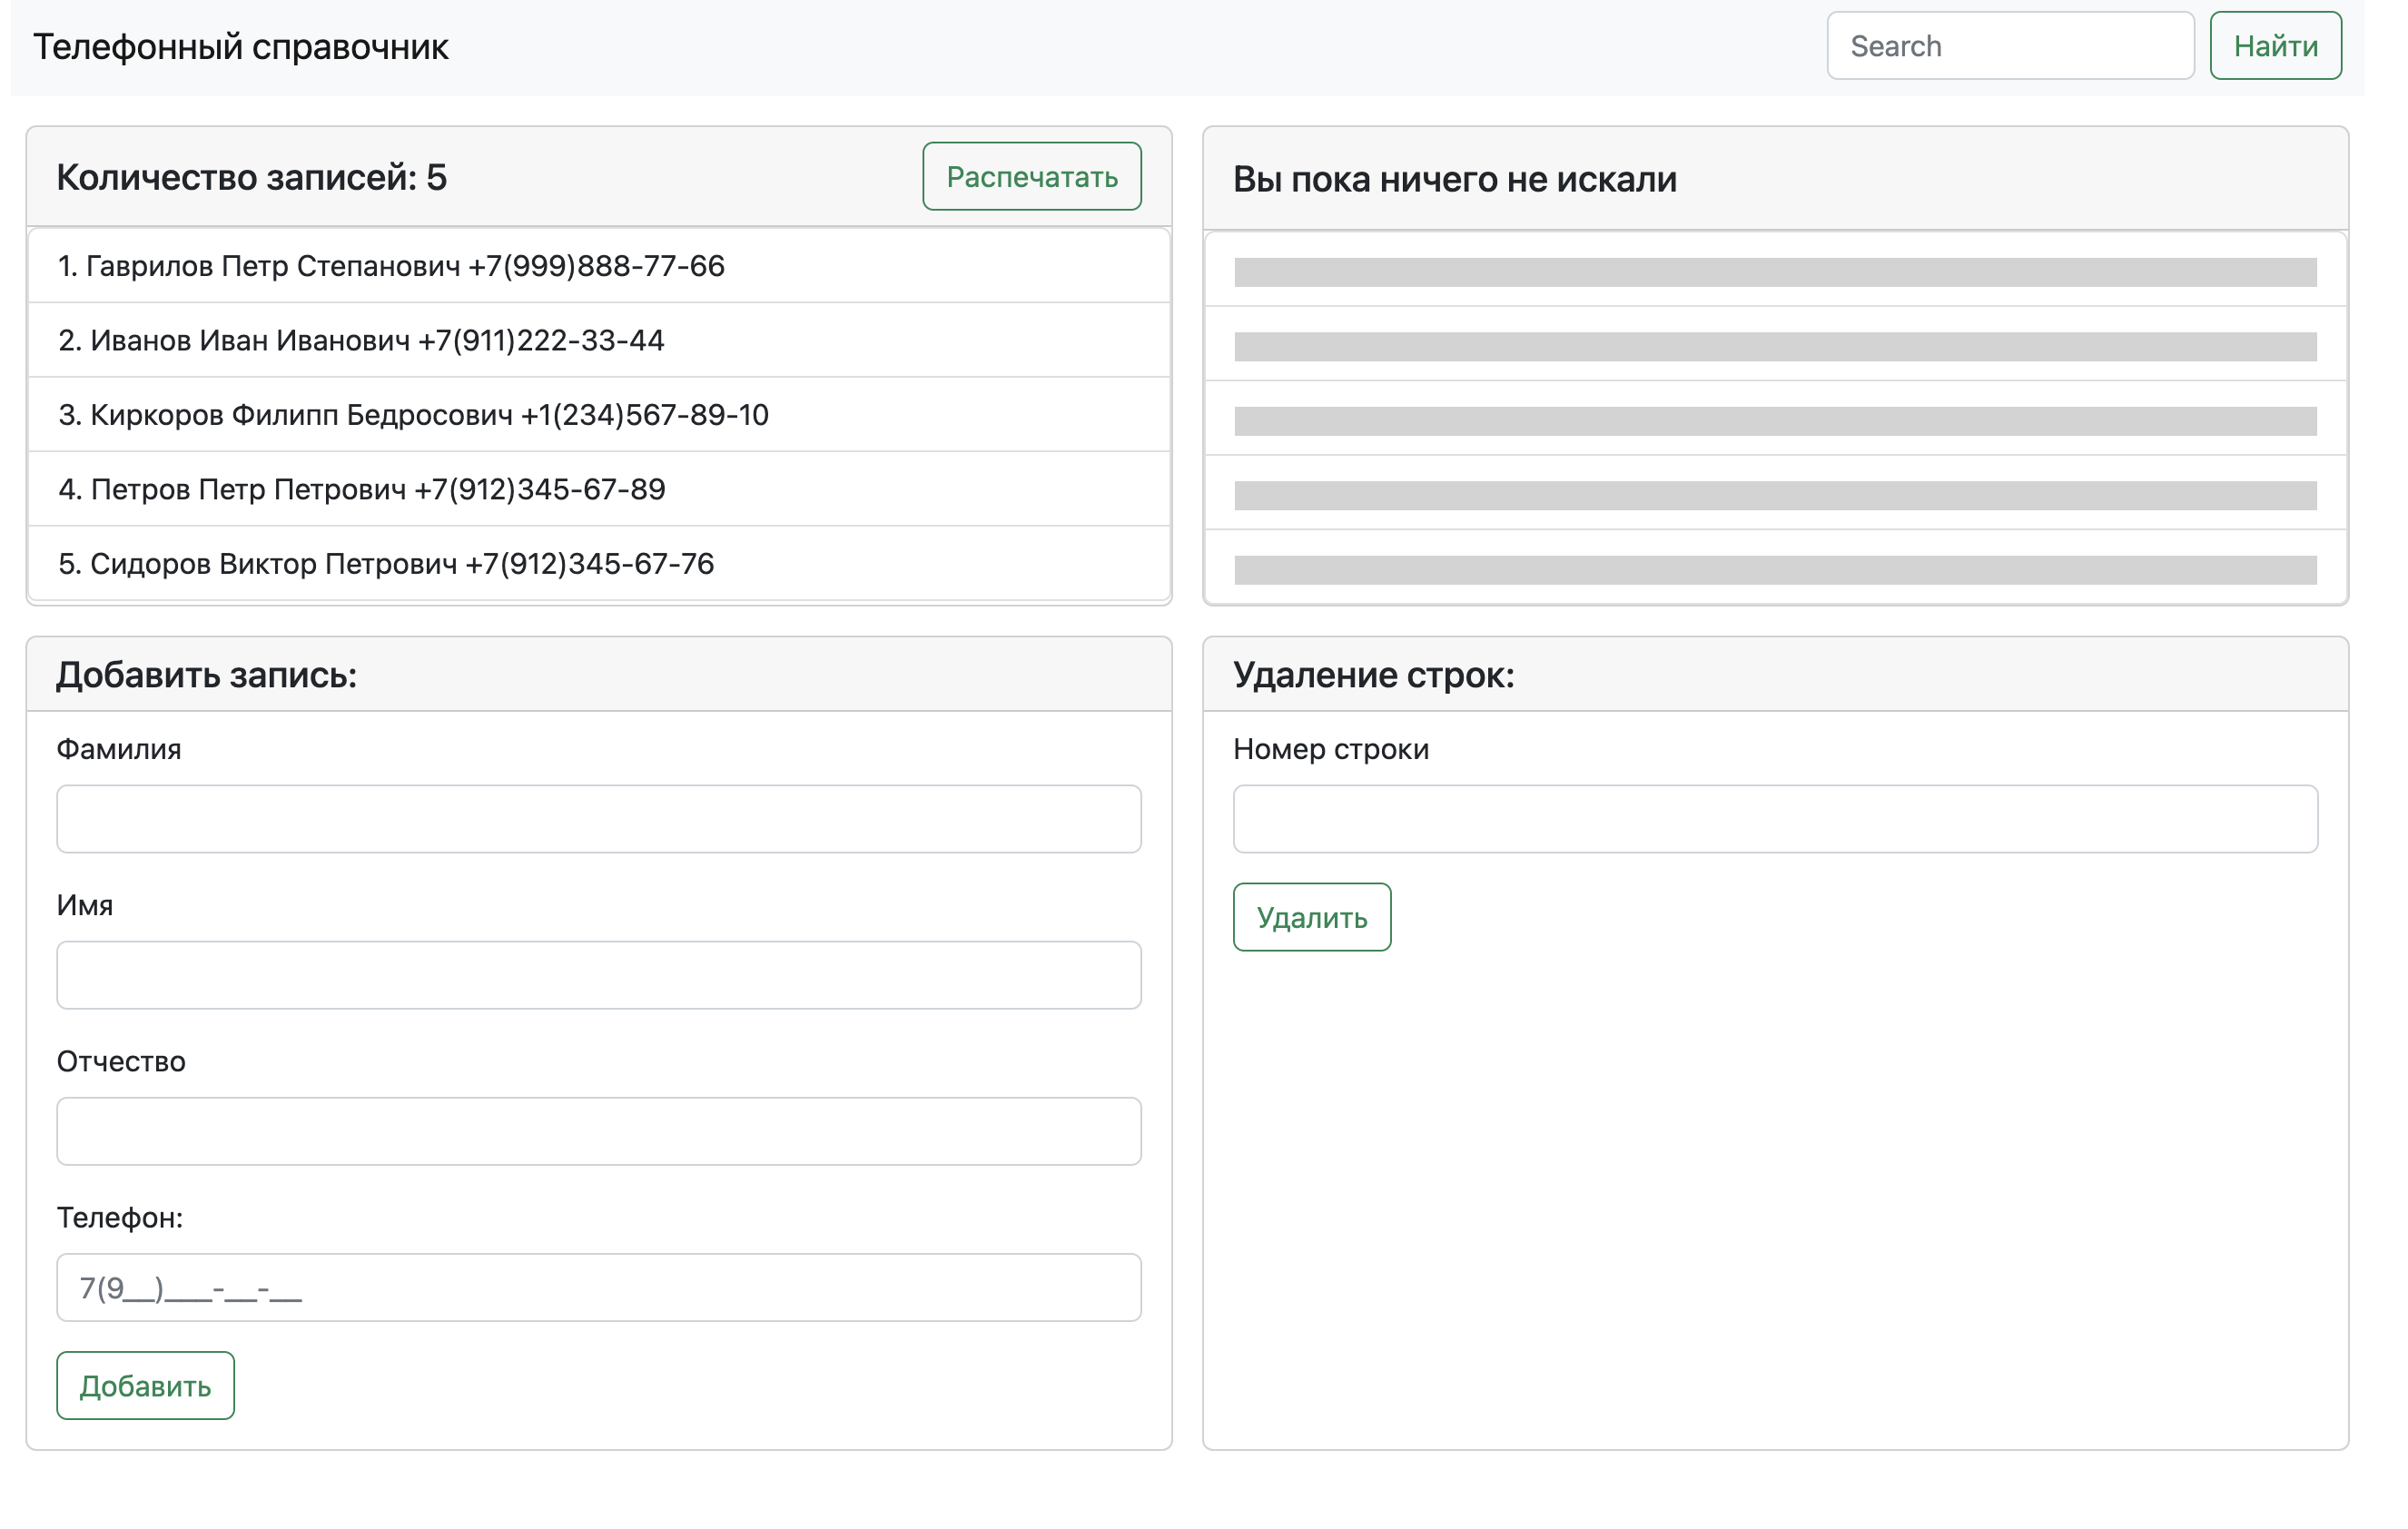 Телефонный справочник
Search
Найти
Количество записей: 5
Распечатать
1. Гаврилов Петр Степанович +7(999)888-77-66
2. Иванов Иван Иванович +7(911)222-33-44
3. Киркоров Филипп Бедросович +1(234)567-89-10
4. Петров Петр Петрович +7(912)345-67-89
5. Сидоров Виктор Петрович +7(912)345-67-76
Вы пока ничего не искали
Добавить запись:
Фамилия
Имя
Отчество
Телефон:
7(9__)___-__-__
Добавить
Удаление строк:
Номер строки
Удалить